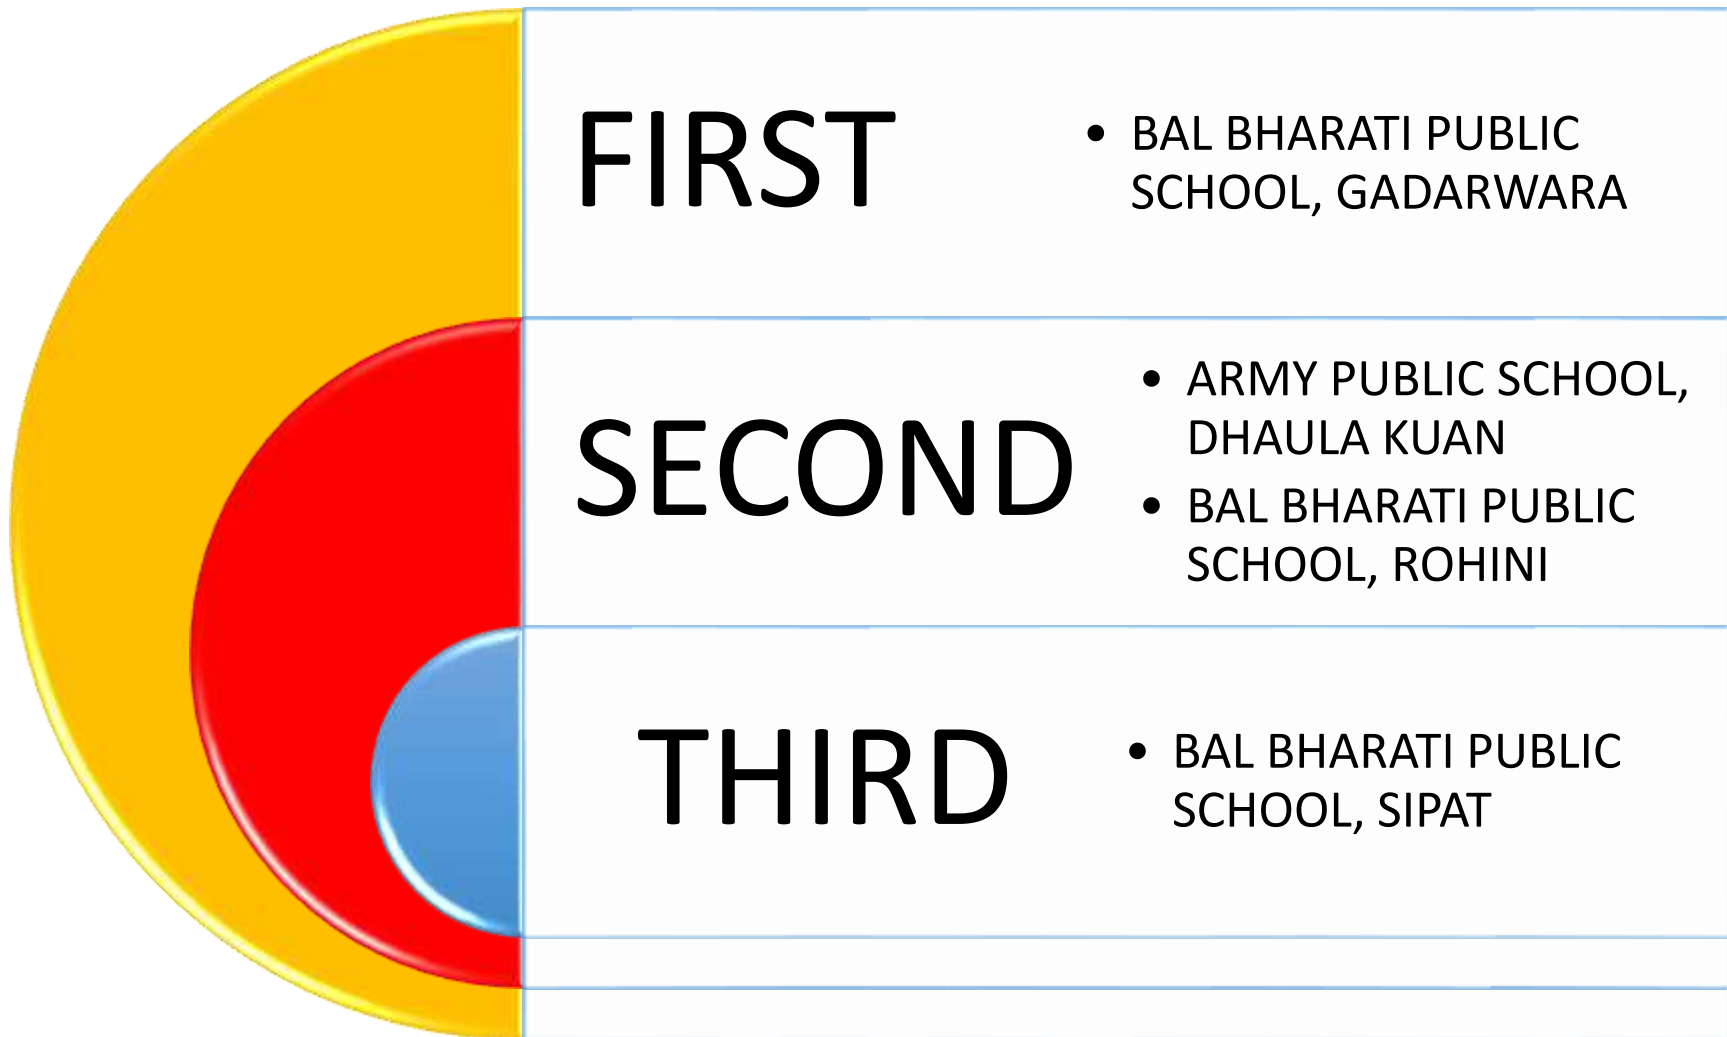 FIRST
• BAL BHARATI PUBLIC
SCHOOL, GADARWARA
SECOND
• ARMY PUBLIC SCHOOL,
DHAULA KUAN
• BAL BHARATI PUBLIC
SCHOOL, ROHINI
THIRD
• BAL BHARATI PUBLIC
SCHOOL, SIPAT